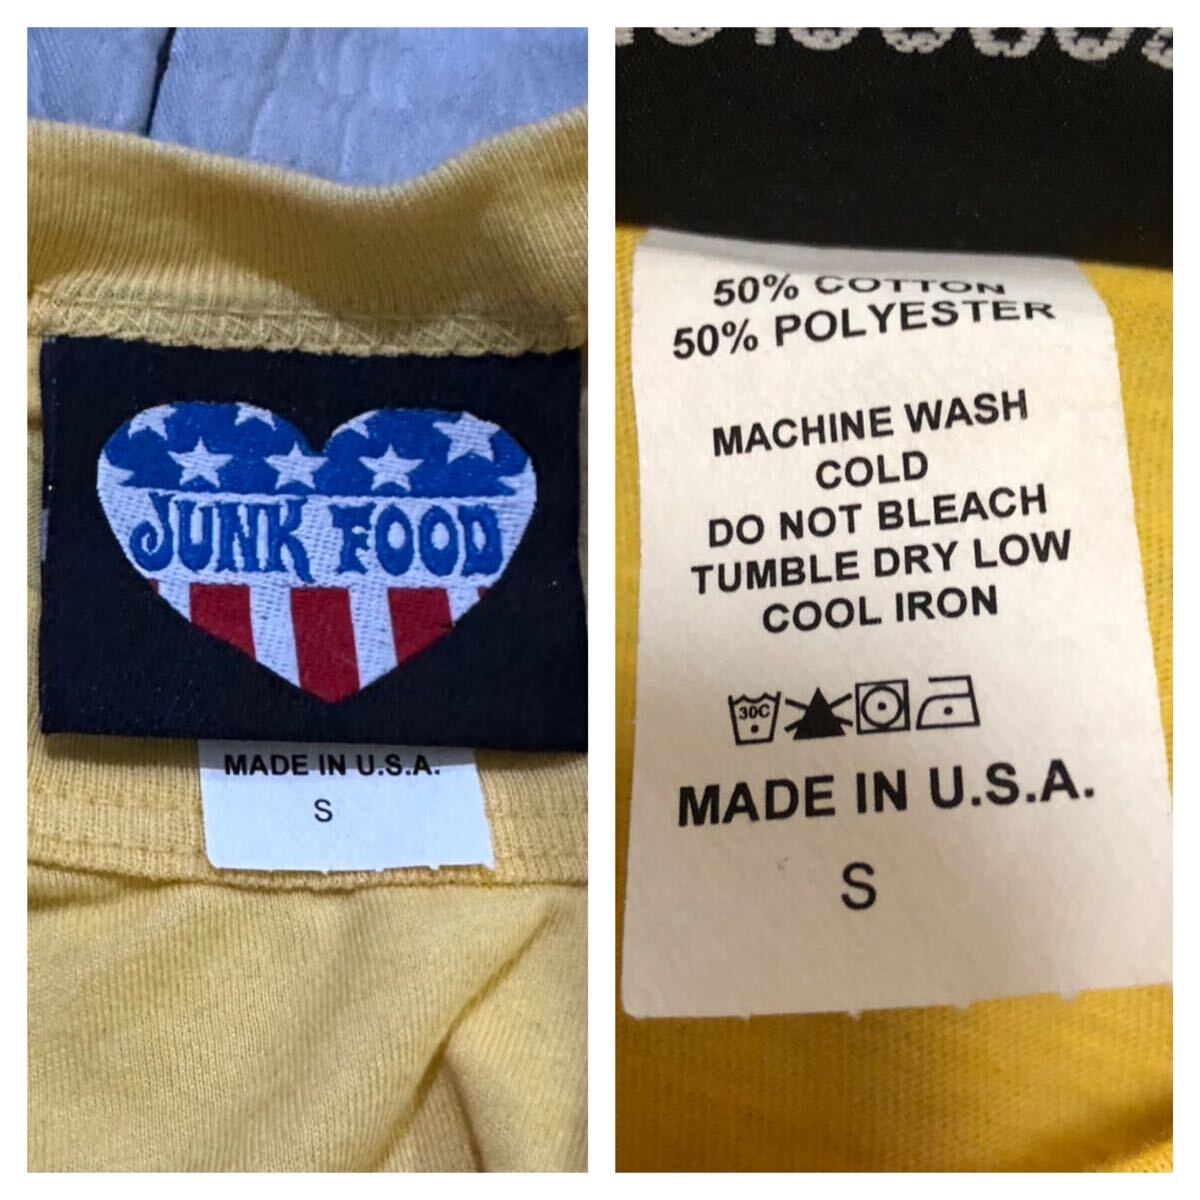 JUNK FOOD
MADE IN U.S.A.
S
50% COTTON
50% POLYESTER
MACHINE WASH
COLD
DO NOT BLEACH
TUMBLE DRY LOW
COOL IRON
30C
MADE IN U.S.A.
S